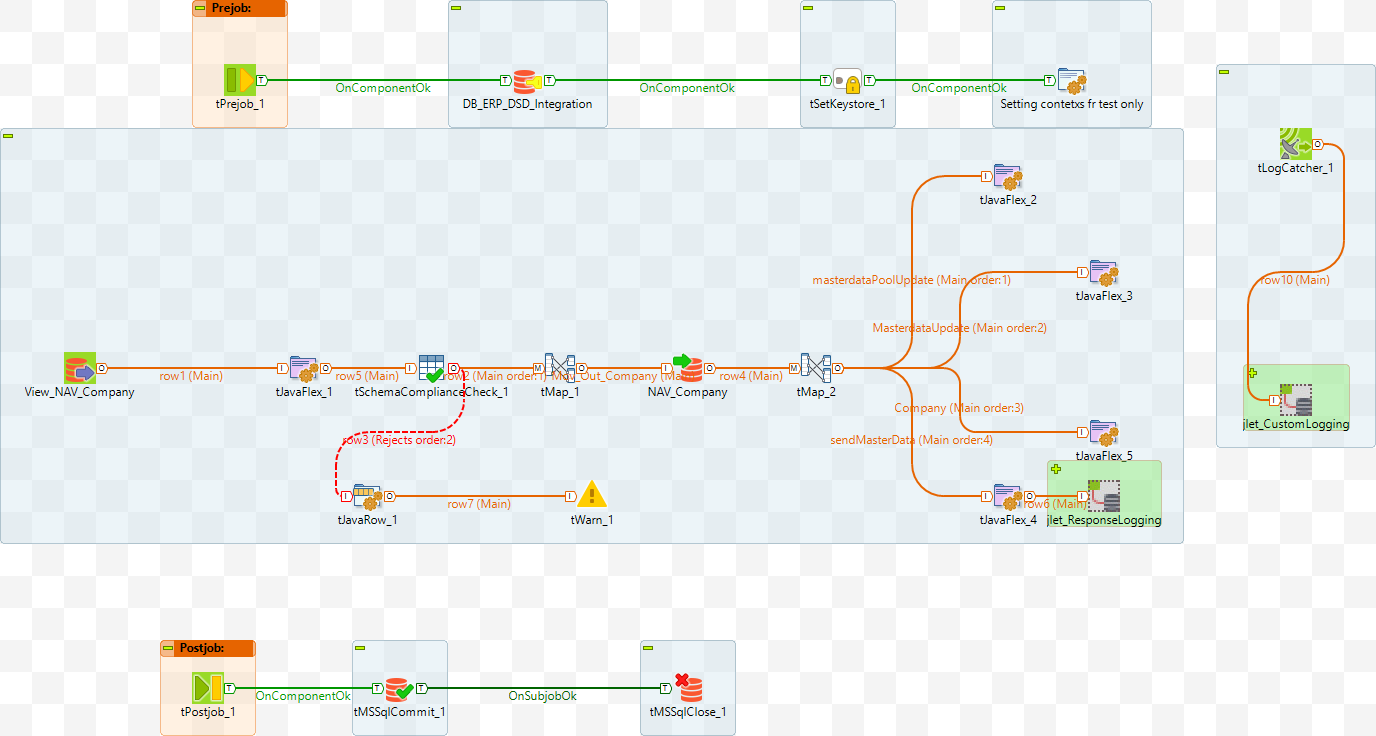 Prejob:
OnComponentOk
OnComponentOk
OnComponentOk
tPrejob_1
DB_ERP_DSD_Integration
tSetKeystore_1
Setting contetxs fr test only
tLogCatcher_1
tJavaFlex_2
masterdataPoolUpdate (Main order:1)
row10 (Main)
tJavaFlex_3
MasterdataUpdate (Main order:2)
row1 (Main)
row5 (Main)
row2 (Main order:1)
row4 (Main)
View_NAV_Company
tJavaFlex_1
tSchemaComplianceCheck_1
tMap_1
NAV_Company
tMap_2
Company (Main order:3)
jlet_CustomLogging
row3 (Rejects order:2)
sendMasterData (Main order:4)
tJavaFlex_5
row7 (Main)
row6 (Main)
tJavaRow_1
tWarn_1
tJavaFlex_4
jlet_ResponseLogging
Postjob:
OnComponentOk
OnSubjobOk
tPostjob_1
tMSSqlCommit_1
tMSSqlClose_1